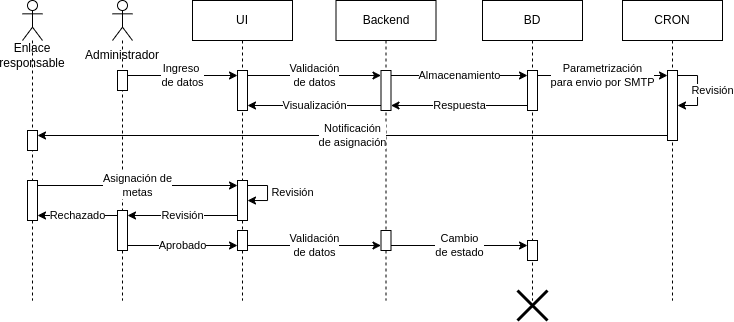 UI
Backend
BD
CRON
Enlace
responsable
Administrador
Ingreso
de datos
Validación
de datos
Almacenamiento
Parametrización
para envio por SMTP
Revisión
Visualización
Respuesta
Notificación
de asignación
Asignación de
metas
Revisión
Rechazado
Revisión
Aprobado
Validación
de datos
Cambio
de estado